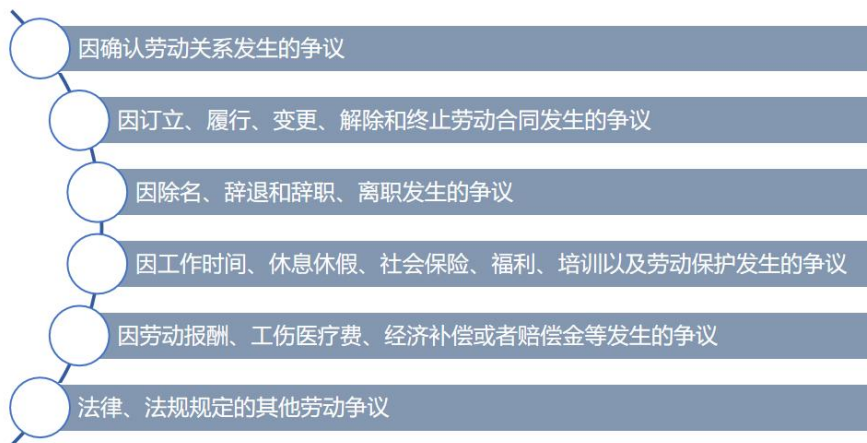 因确认劳动关系发生的争议
因订立、履行、变更、解除和终止劳动合同发生的争议
因除名、辞退和辞职、离职发生的争议
因工作时间、休息休假、社会保险、福利、培训以及劳动保护发生的争议
因劳动报酬、工伤医疗费、经济补偿或者赔偿金等发生的争议
法律、法规规定的其他劳动争议